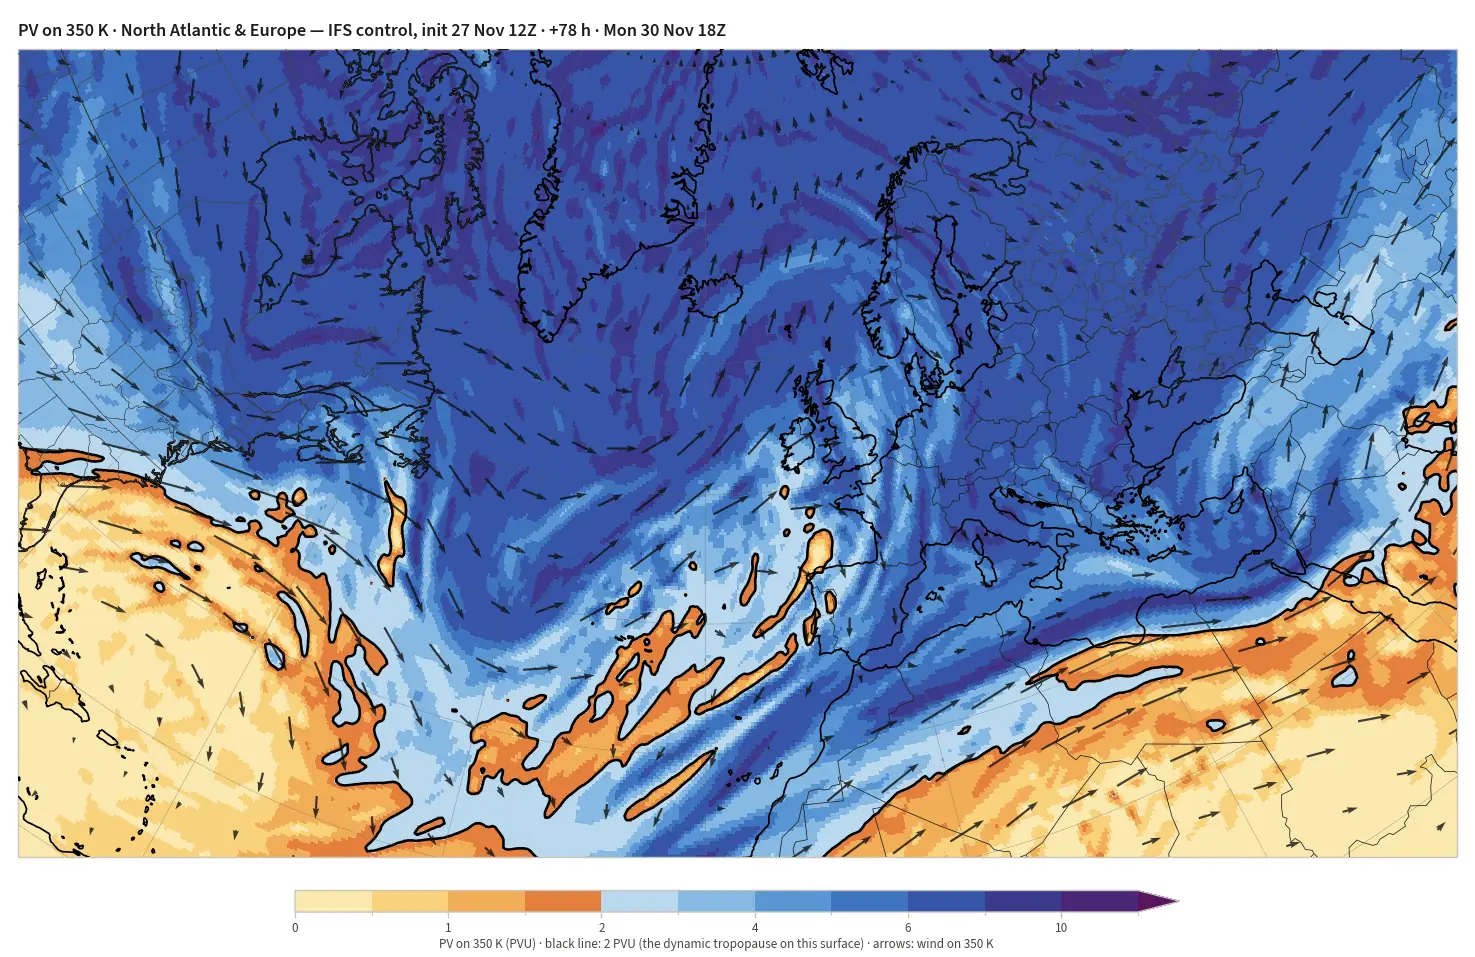 PV on 350 K · North Atlantic & Europe — IFS control, init 27 Nov 12Z · +78 h · Mon 30 Nov 18Z
0 1 2 4 6 10
PV on 350 K (PVU) · black line: 2 PVU (the dynamic tropopause on this surface) · arrows: wind on 350 K